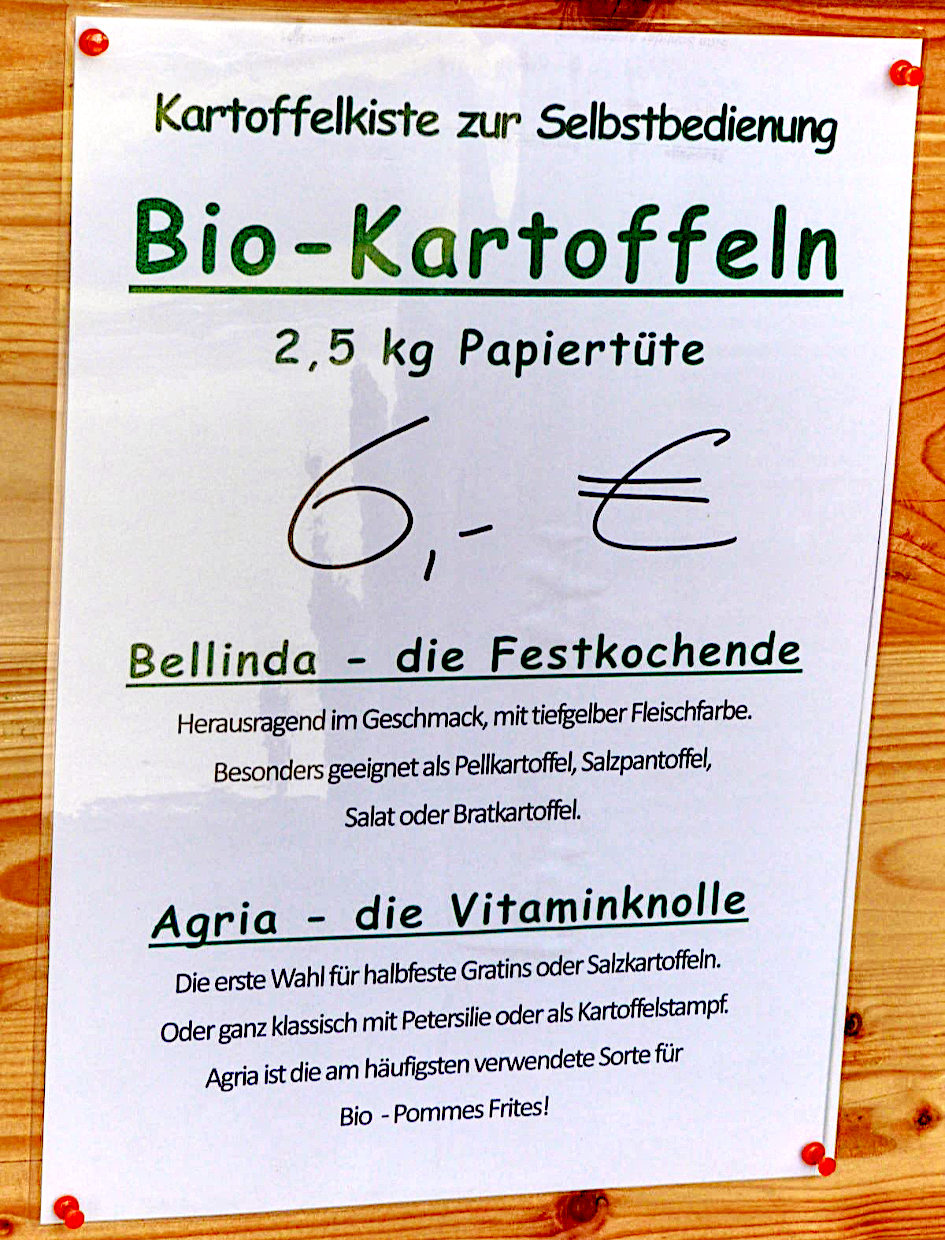 Kartoffelkiste zur Selbstbedienung
Bio-Kartoffeln
2,5 kg Papiertüte
6,- €
Bellinda - die Festkochende
Herausragend im Geschmack, mit tiefgelber Fleischfarbe.
Besonders geeignet als Pellkartoffel, Salzpantoffel,
Salat oder Bratkartoffel.
Agria - die Vitaminknolle
Die erste Wahl für halbfeste Gratins oder Salzkartoffeln.
Oder ganz klassisch mit Petersilie oder als Kartoffelstampf.
Agria ist die am häufigsten verwendete Sorte für
Bio - Pommes Frites!